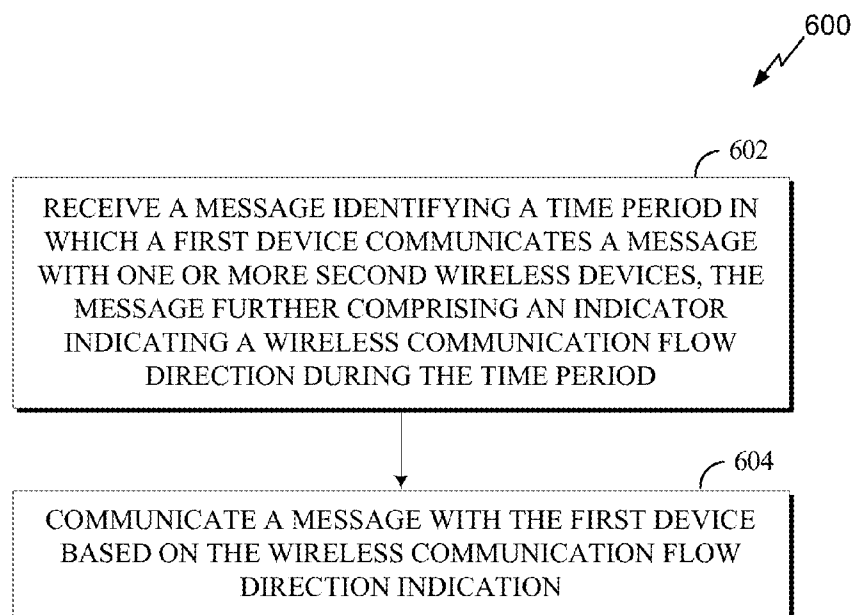 600
602
RECEIVE A MESSAGE IDENTIFYING A TIME PERIOD IN
WHICH A FIRST DEVICE COMMUNICATES A MESSAGE
WITH ONE OR MORE SECOND WIRELESS DEVICES, THE
MESSAGE FURTHER COMPRISING AN INDICATOR
INDICATING A WIRELESS COMMUNICATION FLOW
DIRECTION DURING THE TIME PERIOD
604
COMMUNICATE A MESSAGE WITH THE FIRST DEVICE
BASED ON THE WIRELESS COMMUNICATION FLOW
DIRECTION INDICATION